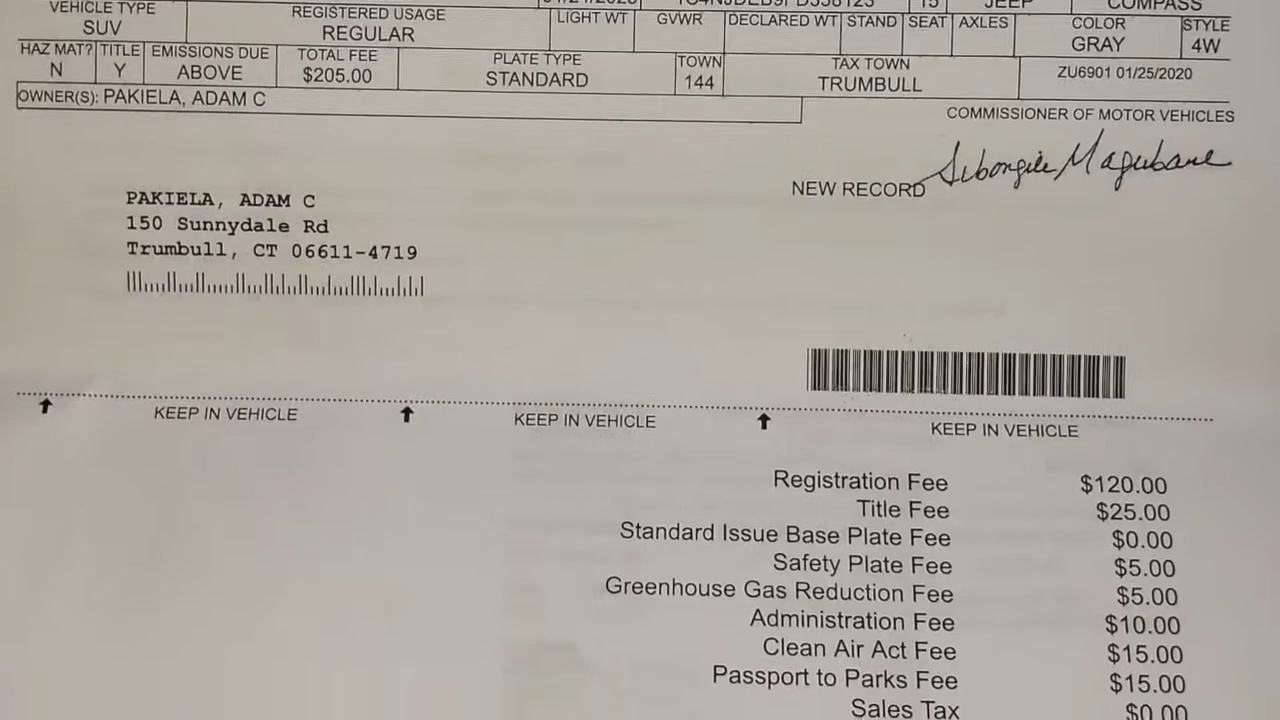 15 JEEP COMPASS
VEHICLE TYPE REGISTERED USAGE LIGHT WT GVWR DECLARED WT STAND SEAT AXLES COLOR STYLE
SUV REGULAR GRAY 4W
HAZ MAT? TITLE EMISSIONS DUE TOTAL FEE PLATE TYPE TOWN TAX TOWN
N Y ABOVE $205.00 STANDARD 144 TRUMBULL ZU6901 01/25/2020
OWNER(S): PAKIELA, ADAM C
COMMISSIONER OF MOTOR VEHICLES
NEW RECORD Sibongile Magubane
PAKIELA, ADAM C
150 Sunnydale Rd
Trumbull, CT 06611-4719
KEEP IN VEHICLE KEEP IN VEHICLE KEEP IN VEHICLE
Registration Fee $120.00
Title Fee $25.00
Standard Issue Base Plate Fee $0.00
Safety Plate Fee $5.00
Greenhouse Gas Reduction Fee $5.00
Administration Fee $10.00
Clean Air Act Fee $15.00
Passport to Parks Fee $15.00
Sales Tax $0.00